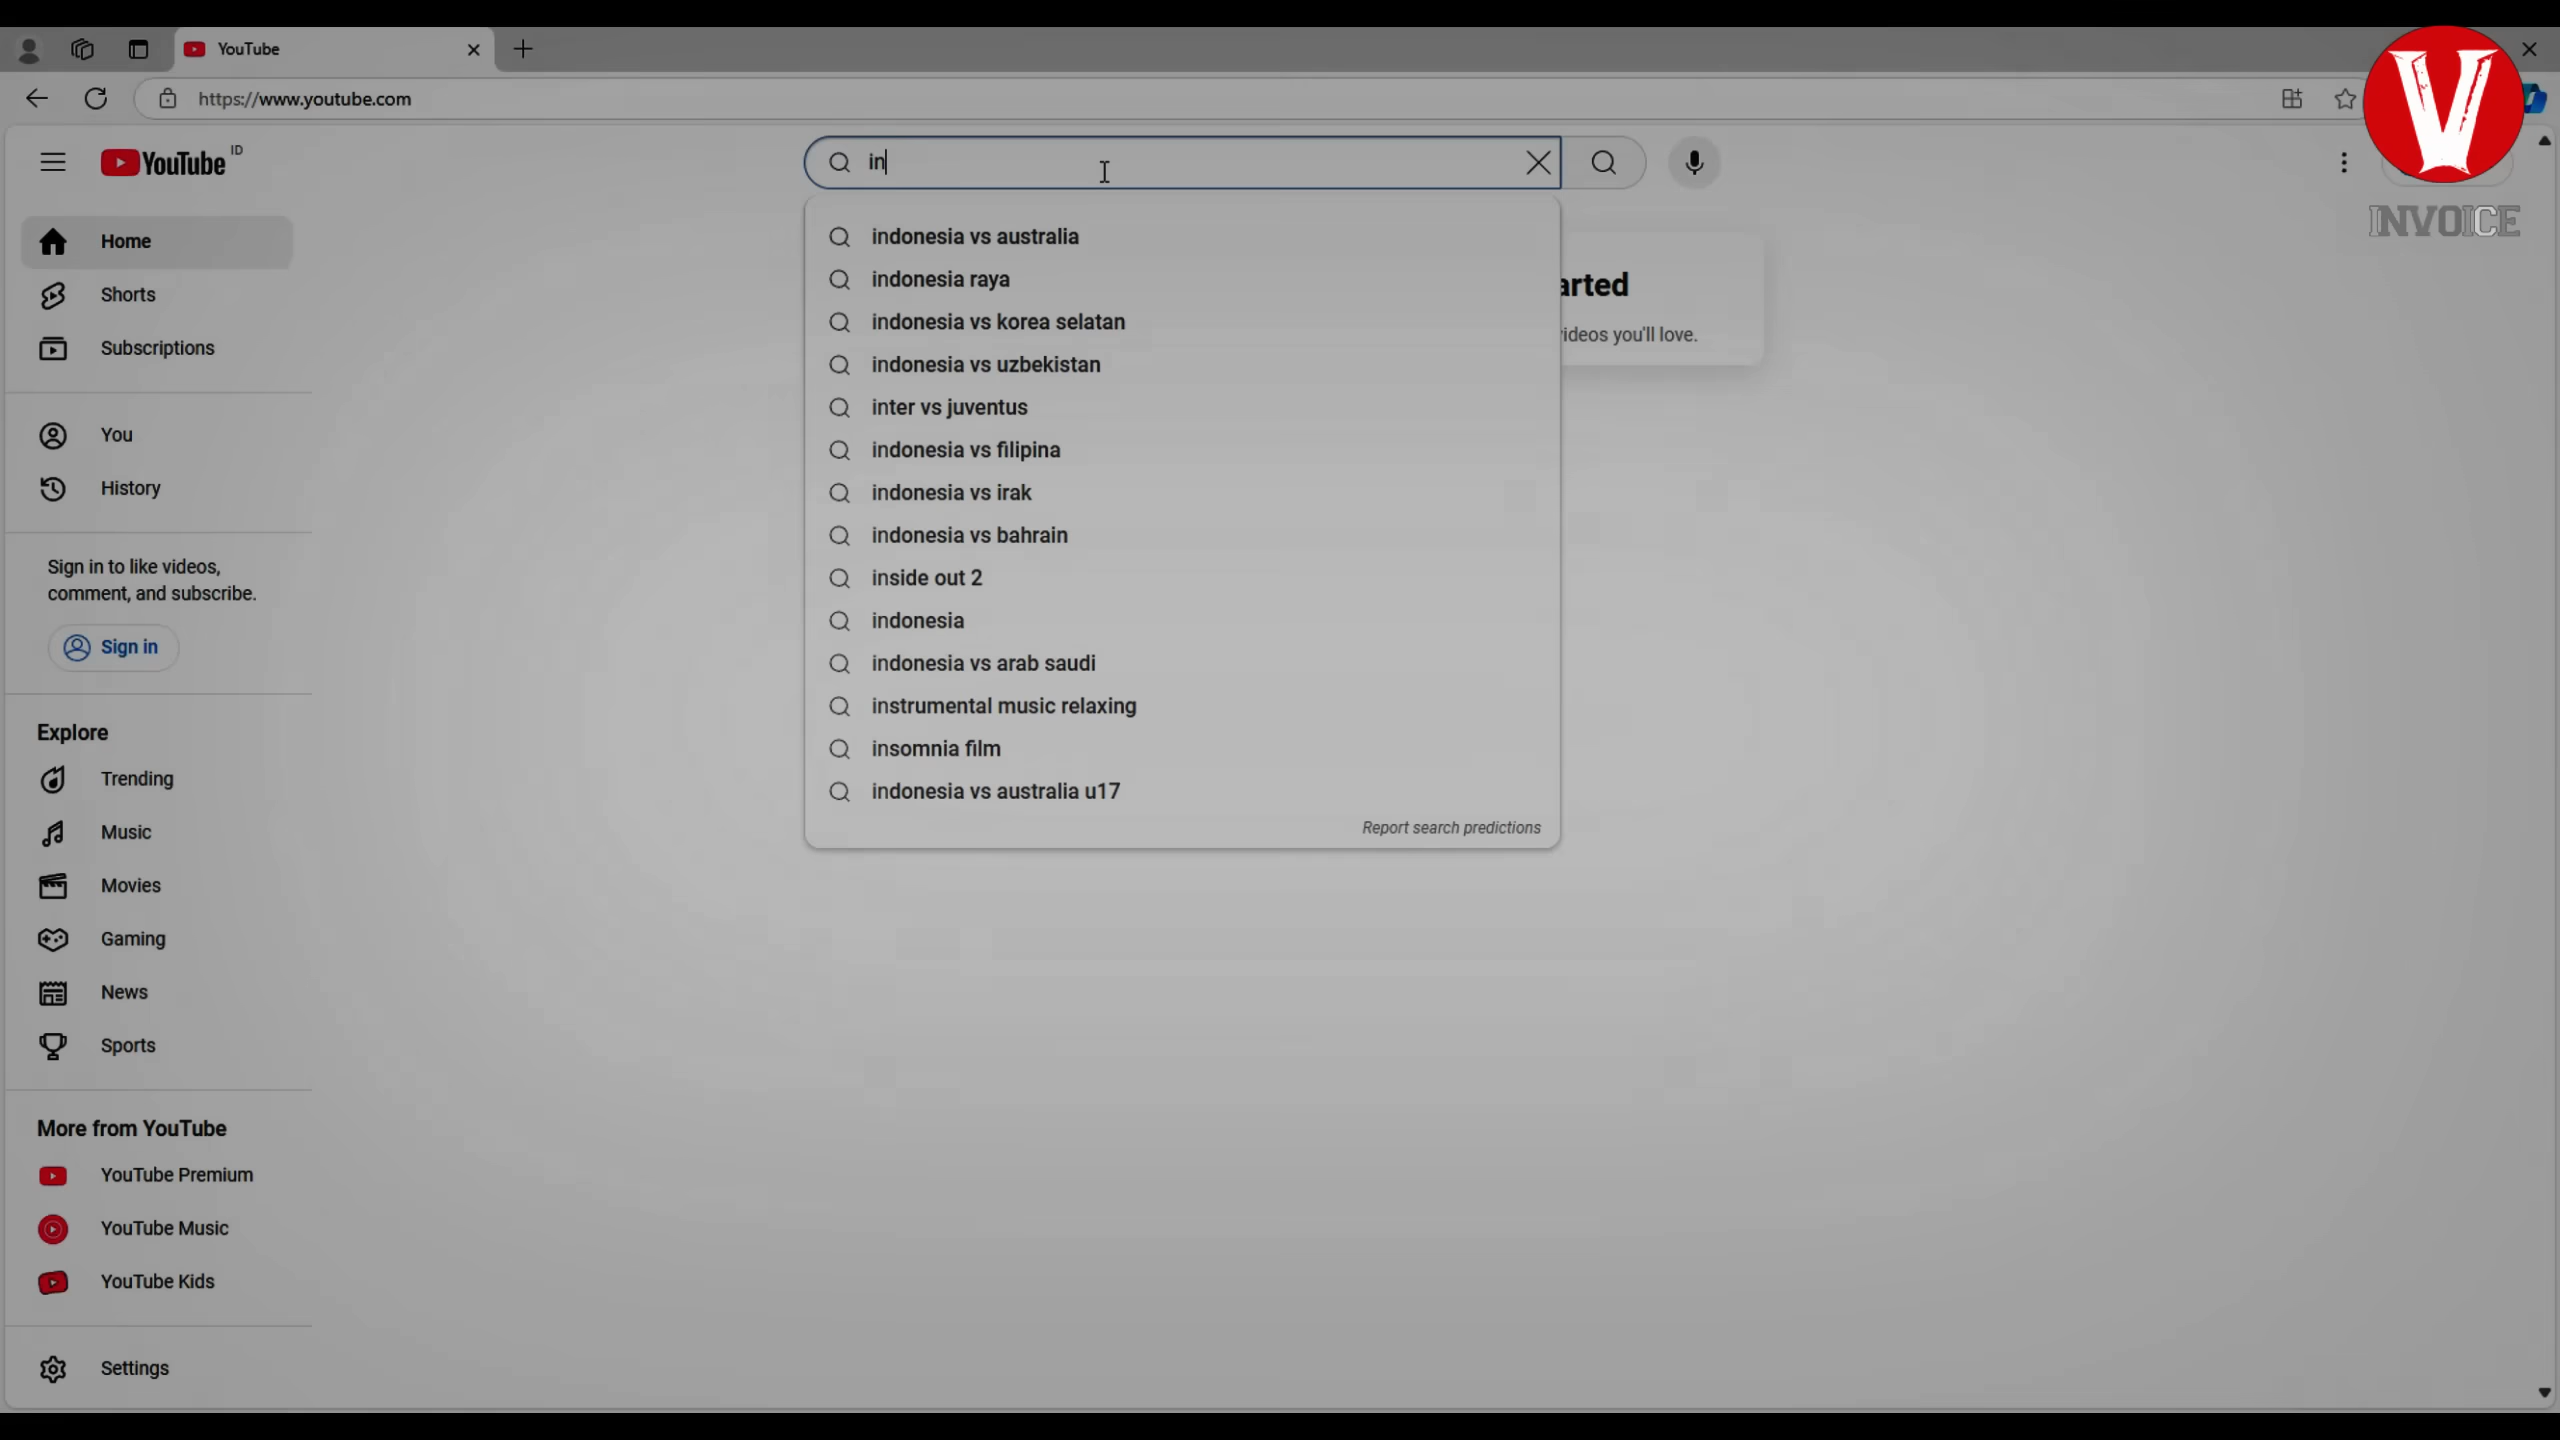 YouTube
https://www.youtube.com
V
INVOICE
YouTube ID
in
Home
Shorts
Subscriptions
You
History
Sign in to like videos,
comment, and subscribe.
Sign in
Explore
Trending
Music
Movies
Gaming
News
Sports
More from YouTube
YouTube Premium
YouTube Music
YouTube Kids
Settings
indonesia vs australia
indonesia raya
indonesia vs korea selatan
indonesia vs uzbekistan
inter vs juventus
indonesia vs filipina
indonesia vs irak
indonesia vs bahrain
inside out 2
indonesia
indonesia vs arab saudi
instrumental music relaxing
insomnia film
indonesia vs australia u17
Report search predictions
arted
videos you'll love.